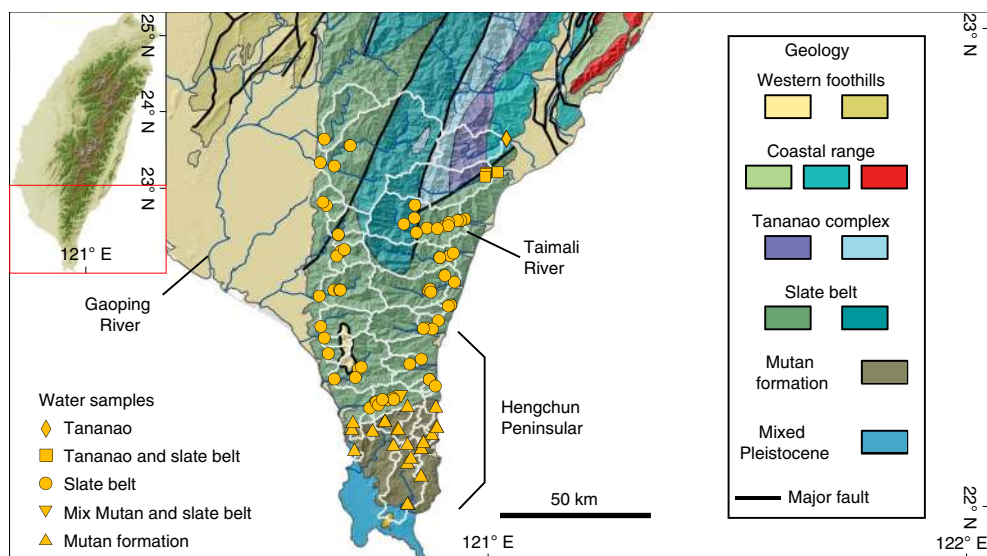 25° N
24° N
23° N
121° E
Gaoping
River
Taimali
River
Hengchun
Peninsular
Water samples
Tananao
Tananao and slate belt
Slate belt
Mix Mutan and slate belt
Mutan formation
50 km
121° E
122° E
23° N
22° N
Geology
Western foothills
Coastal range
Tananao complex
Slate belt
Mutan
formation
Mixed
Pleistocene
Major fault